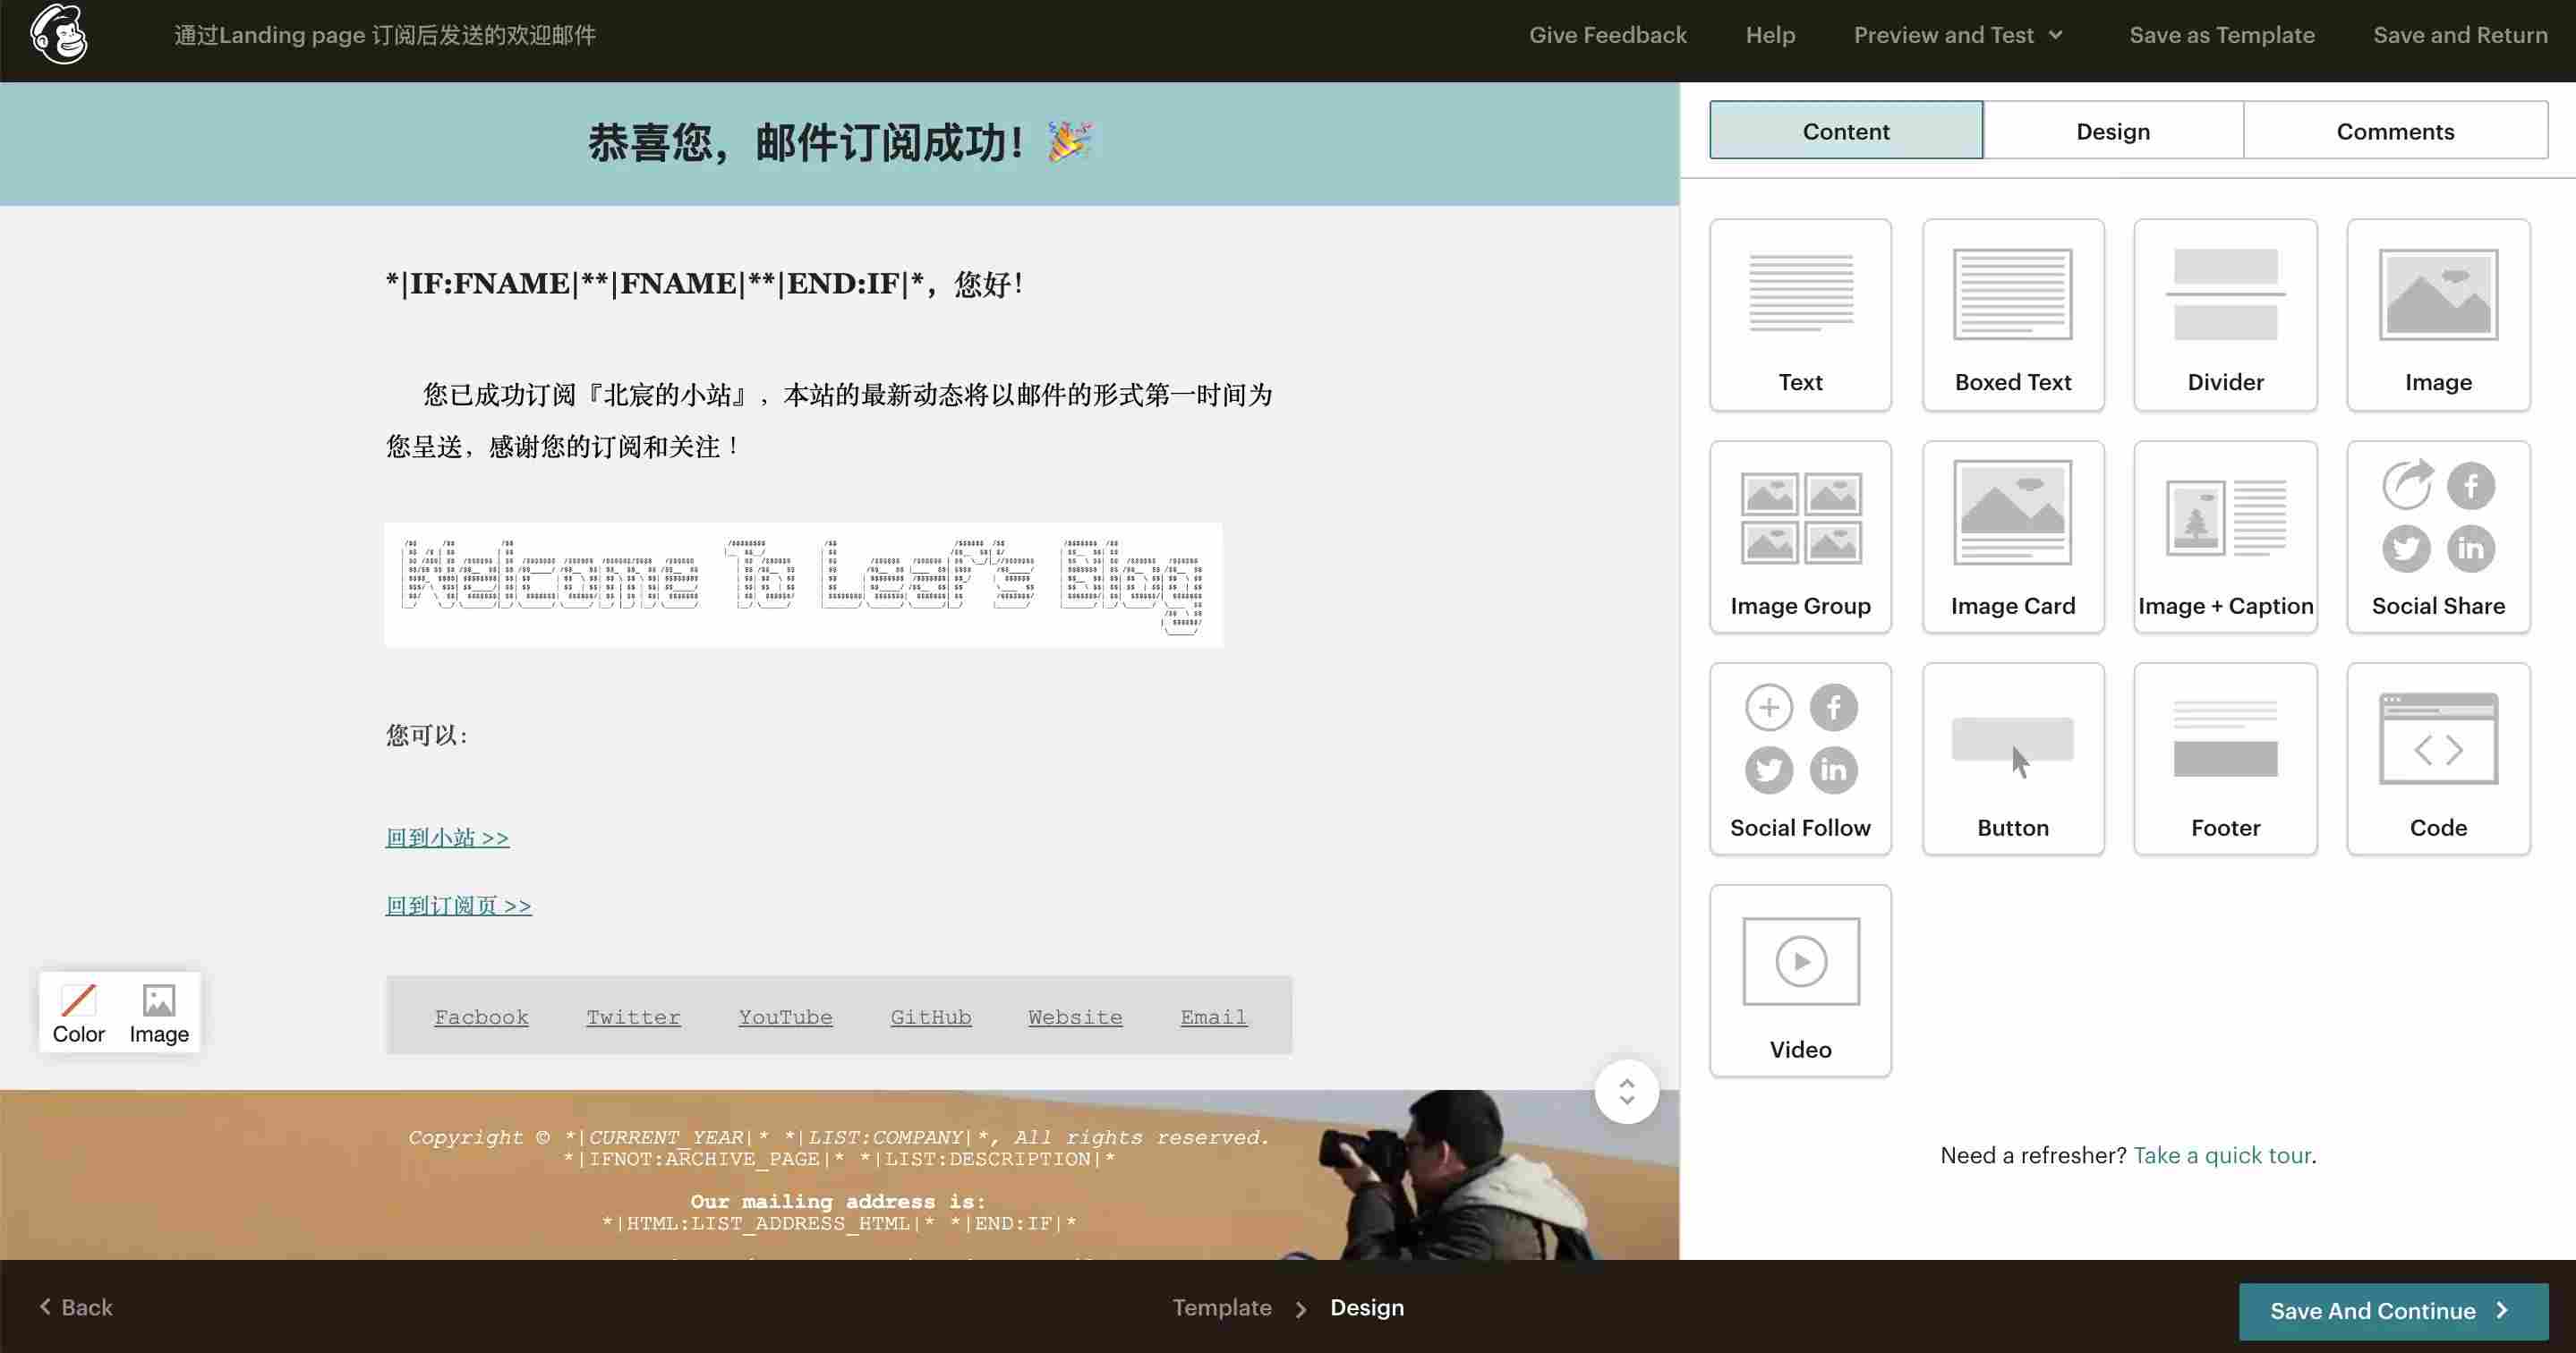 通过Landing page 订阅后发送的欢迎邮件
Give Feedback
Help
Preview and Test
Save as Template
Save and Return
恭喜您，邮件订阅成功！🎉
*|IF:FNAME|**|FNAME|**|END:IF|*，您好！
您已成功订阅『北宸的小站』，本站的最新动态将以邮件的形式第一时间为
您呈送，感谢您的订阅和关注！
Welcome To Leaf's Blog
您可以：
回到小站 >>
回到订阅页 >>
Color
Image
Facbook
Twitter
YouTube
GitHub
Website
Email
Copyright © *|CURRENT_YEAR|* *|LIST:COMPANY|*, All rights reserved.
*|IFNOT:ARCHIVE_PAGE|* *|LIST:DESCRIPTION|*
Our mailing address is:
*|HTML:LIST_ADDRESS_HTML|* *|END:IF|*
Content
Design
Comments
Text
Boxed Text
Divider
Image
Image Group
Image Card
Image + Caption
Social Share
Social Follow
Button
Footer
Code
Video
Need a refresher? Take a quick tour.
Back
Template
Design
Save And Continue